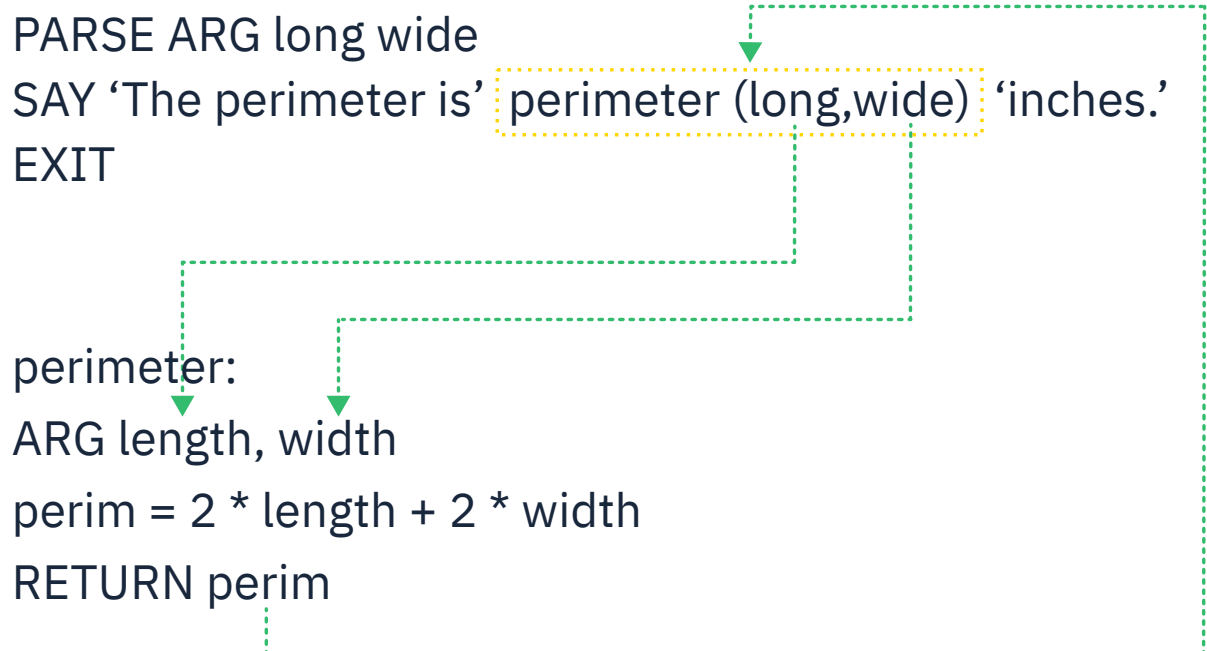 PARSE ARG long wide
SAY ‘The perimeter is’ perimeter (long,wide) ‘inches.’
EXIT
perimeter:
ARG length, width
perim = 2 * length + 2 * width
RETURN perim